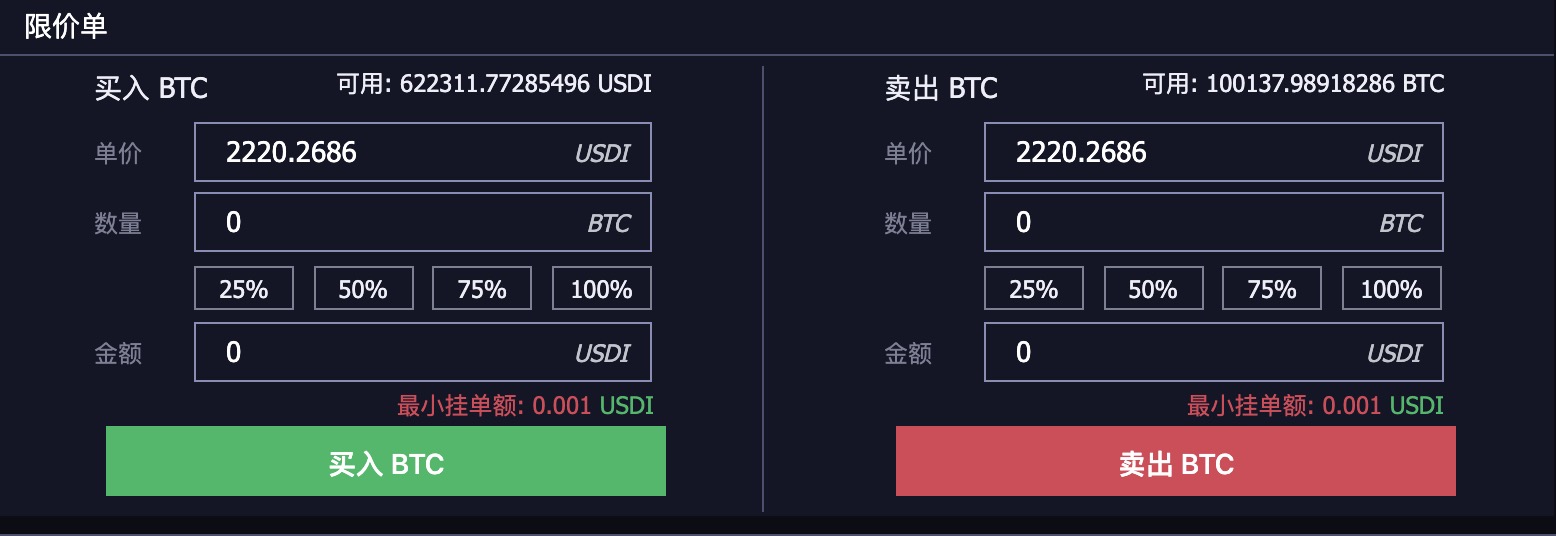 限价单
买入 BTC 可用: 622311.77285496 USDI
单价 2220.2686 USDI
数量 0 BTC
25% 50% 75% 100%
金额 0 USDI
最小挂单额: 0.001 USDI
买入 BTC
卖出 BTC 可用: 100137.98918286 BTC
单价 2220.2686 USDI
数量 0 BTC
25% 50% 75% 100%
金额 0 USDI
最小挂单额: 0.001 USDI
卖出 BTC